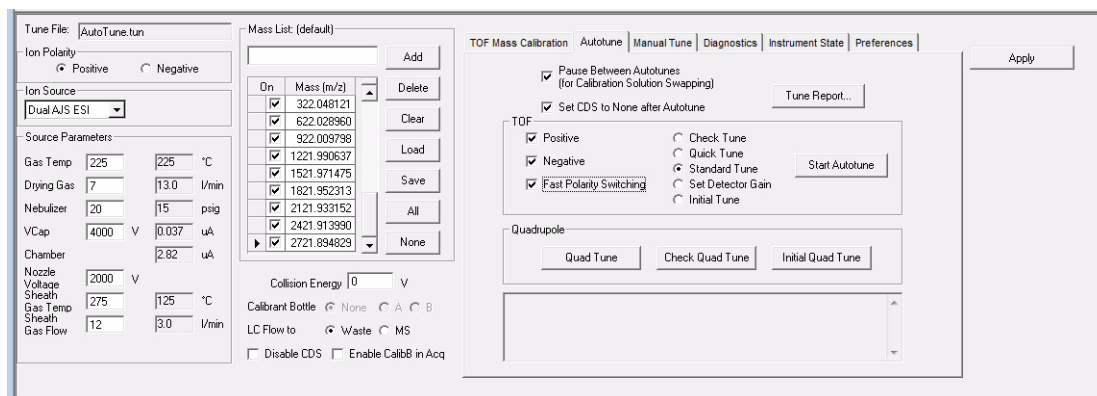 Tune File: AutoTune.tun
Ion Polarity
Positive Negative
Ion Source
Dual AJS ESI
Source Parameters
Gas Temp 225 225 °C
Drying Gas 7 13.0 l/min
Nebulizer 20 15 psig
VCap 4000 V 0.037 uA
Chamber 2.82 uA
Nozzle
Voltage 2000 V
Sheath
Gas Temp 275 125 °C
Sheath
Gas Flow 12 3.0 l/min
Mass List: (default)
Add
On Mass (m/z)
322.048121
622.028960
922.009798
1221.990637
1521.971475
1821.952313
2121.933152
2421.913990
2721.894829
Delete
Clear
Load
Save
All
None
Collision Energy 0 V
Calibrant Bottle None A B
LC Flow to Waste MS
Disable CDS Enable CalibB in Acq
TOF Mass Calibration Autotune Manual Tune Diagnostics Instrument State Preferences
Pause Between Autotunes
(for Calibration Solution Swapping)
Set CDS to None after Autotune
Tune Report...
TOF
Positive
Negative
Fast Polarity Switching
Check Tune
Quick Tune
Standard Tune
Set Detector Gain
Initial Tune
Start Autotune
Quadrupole
Quad Tune Check Quad Tune Initial Quad Tune
Apply